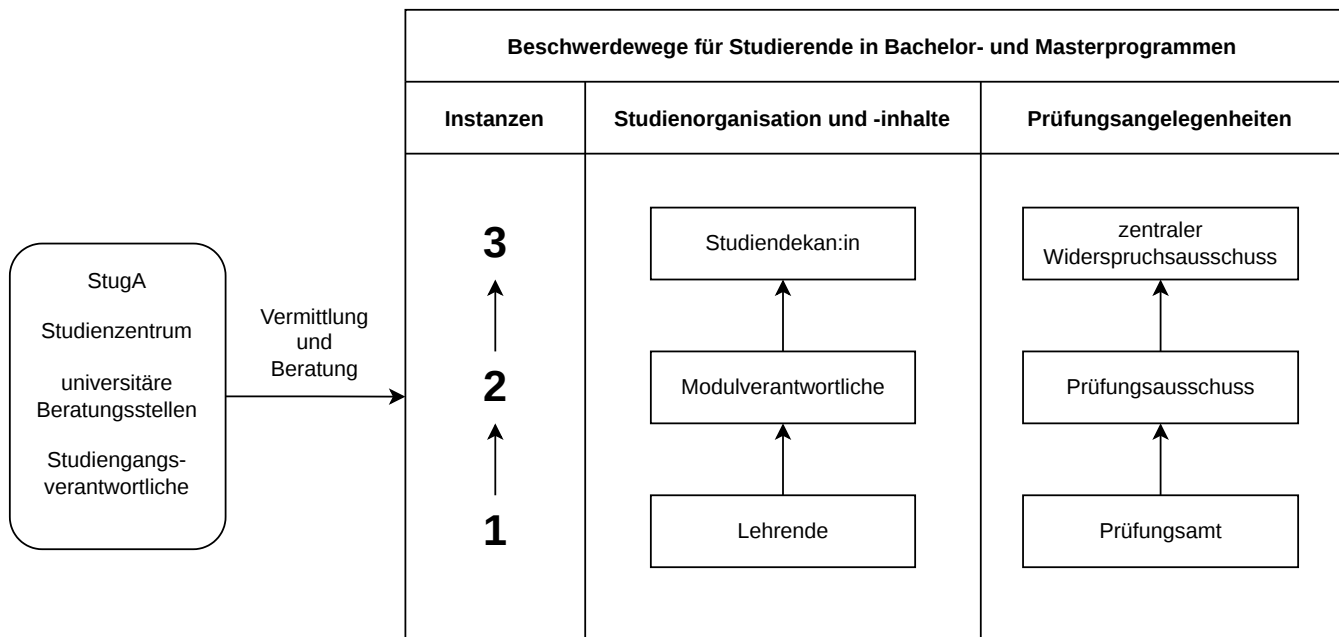 Beschwerdewege für Studierende in Bachelor- und Masterprogrammen
Instanzen
Studienorganisation und -inhalte
Prüfungsangelegenheiten
StugA
Studienzentrum
universitäre
Beratungsstellen
Studiengangs-
verantwortliche
Vermittlung
und
Beratung
3
Studiendekan:in
zentraler
Widerspruchsausschuss
2
Modulverantwortliche
Prüfungsausschuss
1
Lehrende
Prüfungsamt